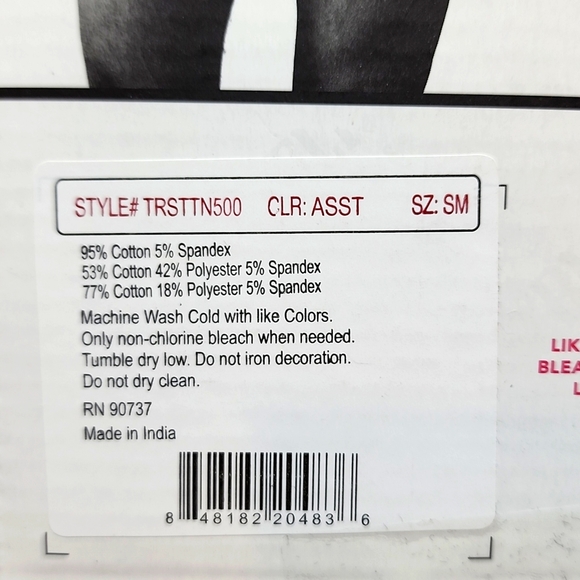 STYLE# TRSTTN500 CLR: ASST SZ: SM
95% Cotton 5% Spandex
53% Cotton 42% Polyester 5% Spandex
77% Cotton 18% Polyester 5% Spandex
Machine Wash Cold with like Colors.
Only non-chlorine bleach when needed.
Tumble dry low. Do not iron decoration.
Do not dry clean.
RN 90737
Made in India
8 48182 20483 6